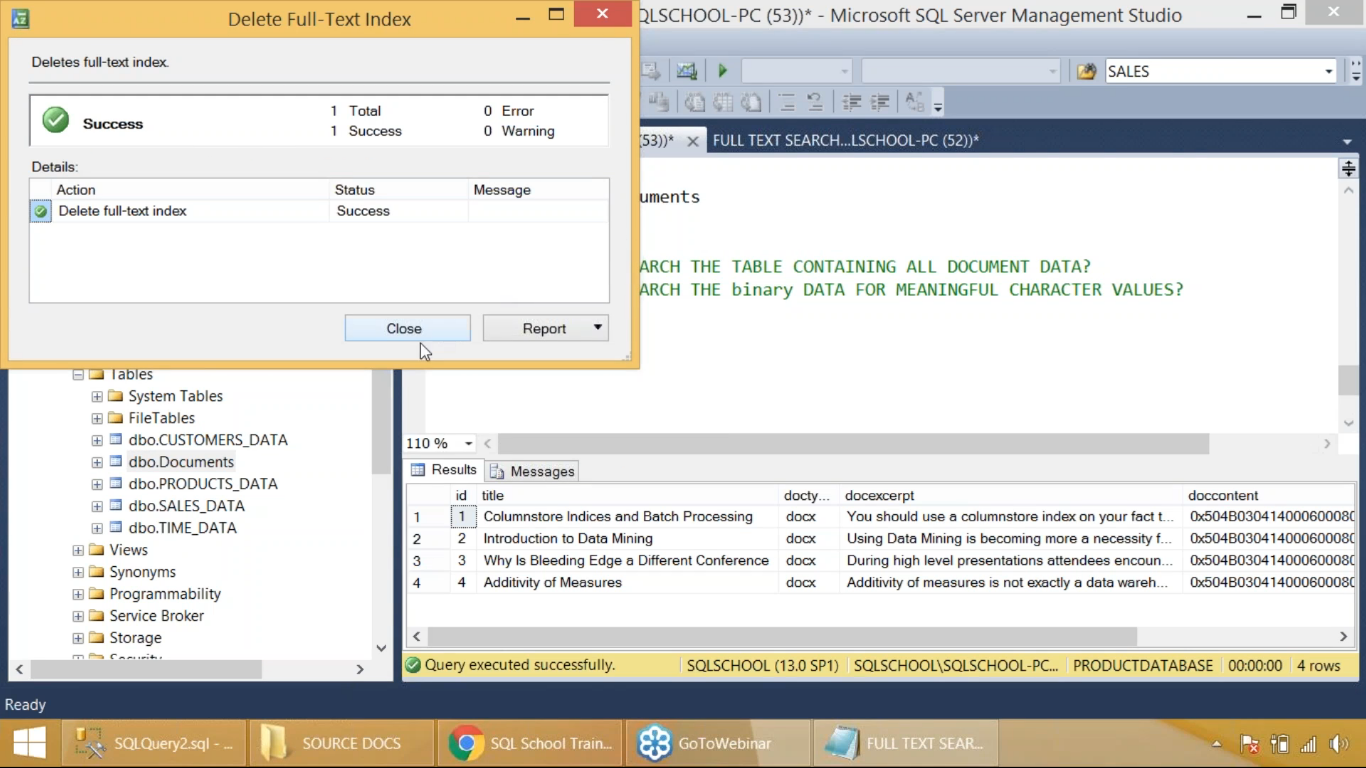 Delete Full-Text Index
QLSCHOOL-PC (53))* - Microsoft SQL Server Management Studio
Deletes full-text index.
Success
1 Total 0 Error
1 Success 0 Warning
Details:
Action Status Message
Delete full-text index Success
Close Report
SALES
(53))* FULL TEXT SEARCH...LSCHOOL-PC (52))*
uments
ARCH THE TABLE CONTAINING ALL DOCUMENT DATA?
ARCH THE binary DATA FOR MEANINGFUL CHARACTER VALUES?
Tables
System Tables
FileTables
dbo.CUSTOMERS_DATA
dbo.Documents
dbo.PRODUCTS_DATA
dbo.SALES_DATA
dbo.TIME_DATA
Views
Synonyms
Programmability
Service Broker
Storage
Security
110 %
Results Messages
id title docty... docexcerpt doccontent
1 1 Columnstore Indices and Batch Processing docx You should use a columnstore index on your fact t... 0x504B03041400060080
2 2 Introduction to Data Mining docx Using Data Mining is becoming more a necessity f... 0x504B03041400060080
3 3 Why Is Bleeding Edge a Different Conference docx During high level presentations attendees encoun... 0x504B03041400060080
4 4 Additivity of Measures docx Additivity of measures is not exactly a data wareh... 0x504B03041400060080
Query executed successfully. SQLSCHOOL (13.0 SP1) SQLSCHOOL\SQLSCHOOL-PC... PRODUCTDATABASE 00:00:00 4 rows
Ready
SQLQuery2.sql - ... SOURCE DOCS SQL School Train... GoToWebinar FULL TEXT SEAR...